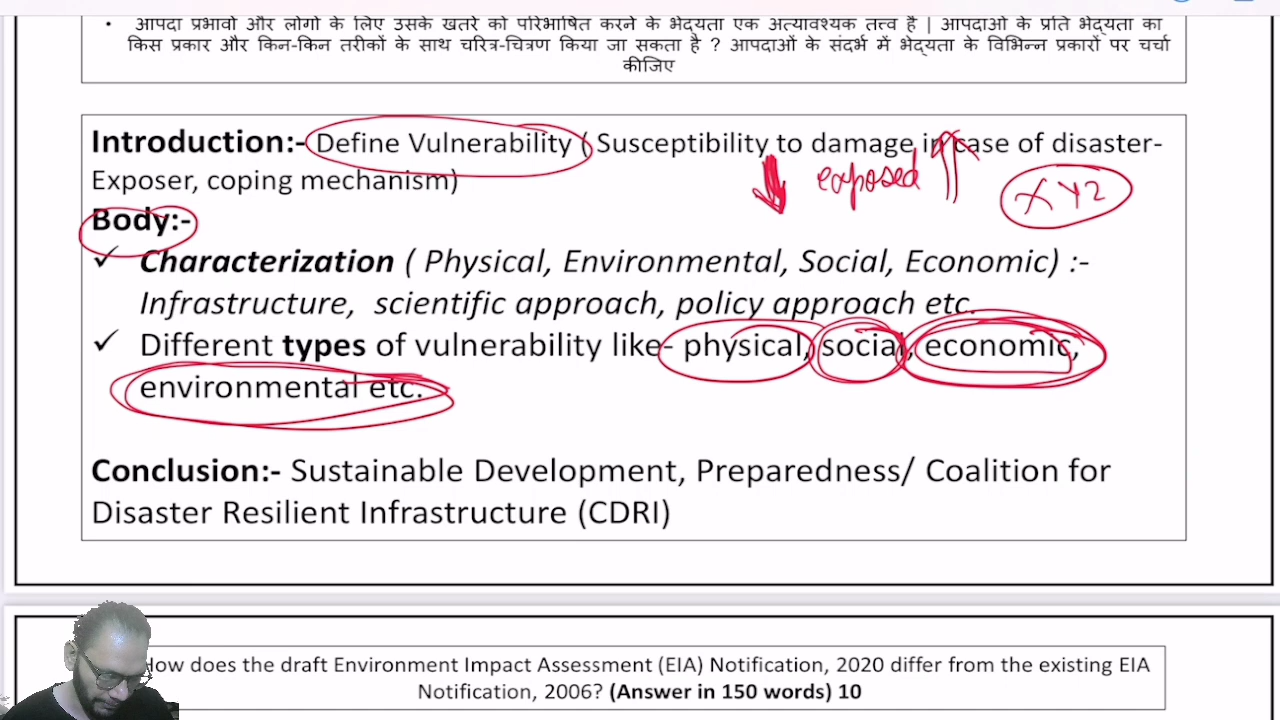 • आपदा प्रभावों और लोगों के लिए उसके खतरे को परिभाषित करने के भेद्यता एक अत्यावश्यक तत्त्व है | आपदाओं के प्रति भेद्यता का
किस प्रकार और किन-किन तरीकों के साथ चरित्र-चित्रण किया जा सकता है ? आपदाओं के संदर्भ में भेद्यता के विभिन्न प्रकारों पर चर्चा
कीजिए
Introduction:- Define Vulnerability ( Susceptibility to damage in case of disaster-
Exposer, coping mechanism)
exposed
XYZ
Body:-
✓ Characterization ( Physical, Environmental, Social, Economic) :-
Infrastructure, scientific approach, policy approach etc.
✓ Different types of vulnerability like- physical, social, economic,
environmental etc.
Conclusion:- Sustainable Development, Preparedness/ Coalition for
Disaster Resilient Infrastructure (CDRI)
How does the draft Environment Impact Assessment (EIA) Notification, 2020 differ from the existing EIA
Notification, 2006? (Answer in 150 words) 10